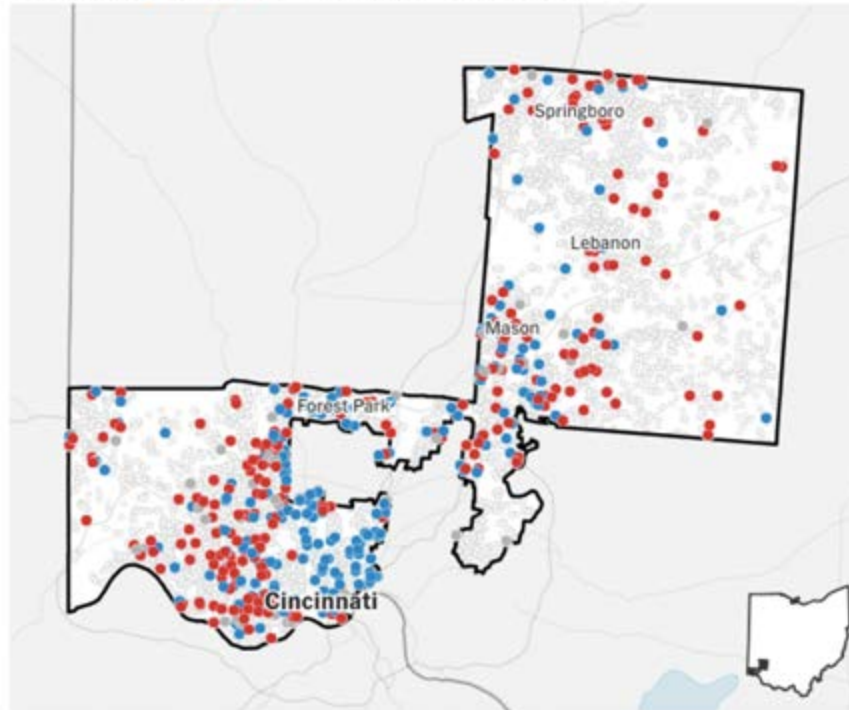 Springboro
Lebanon
Mason
Forest Park
Cincinnati